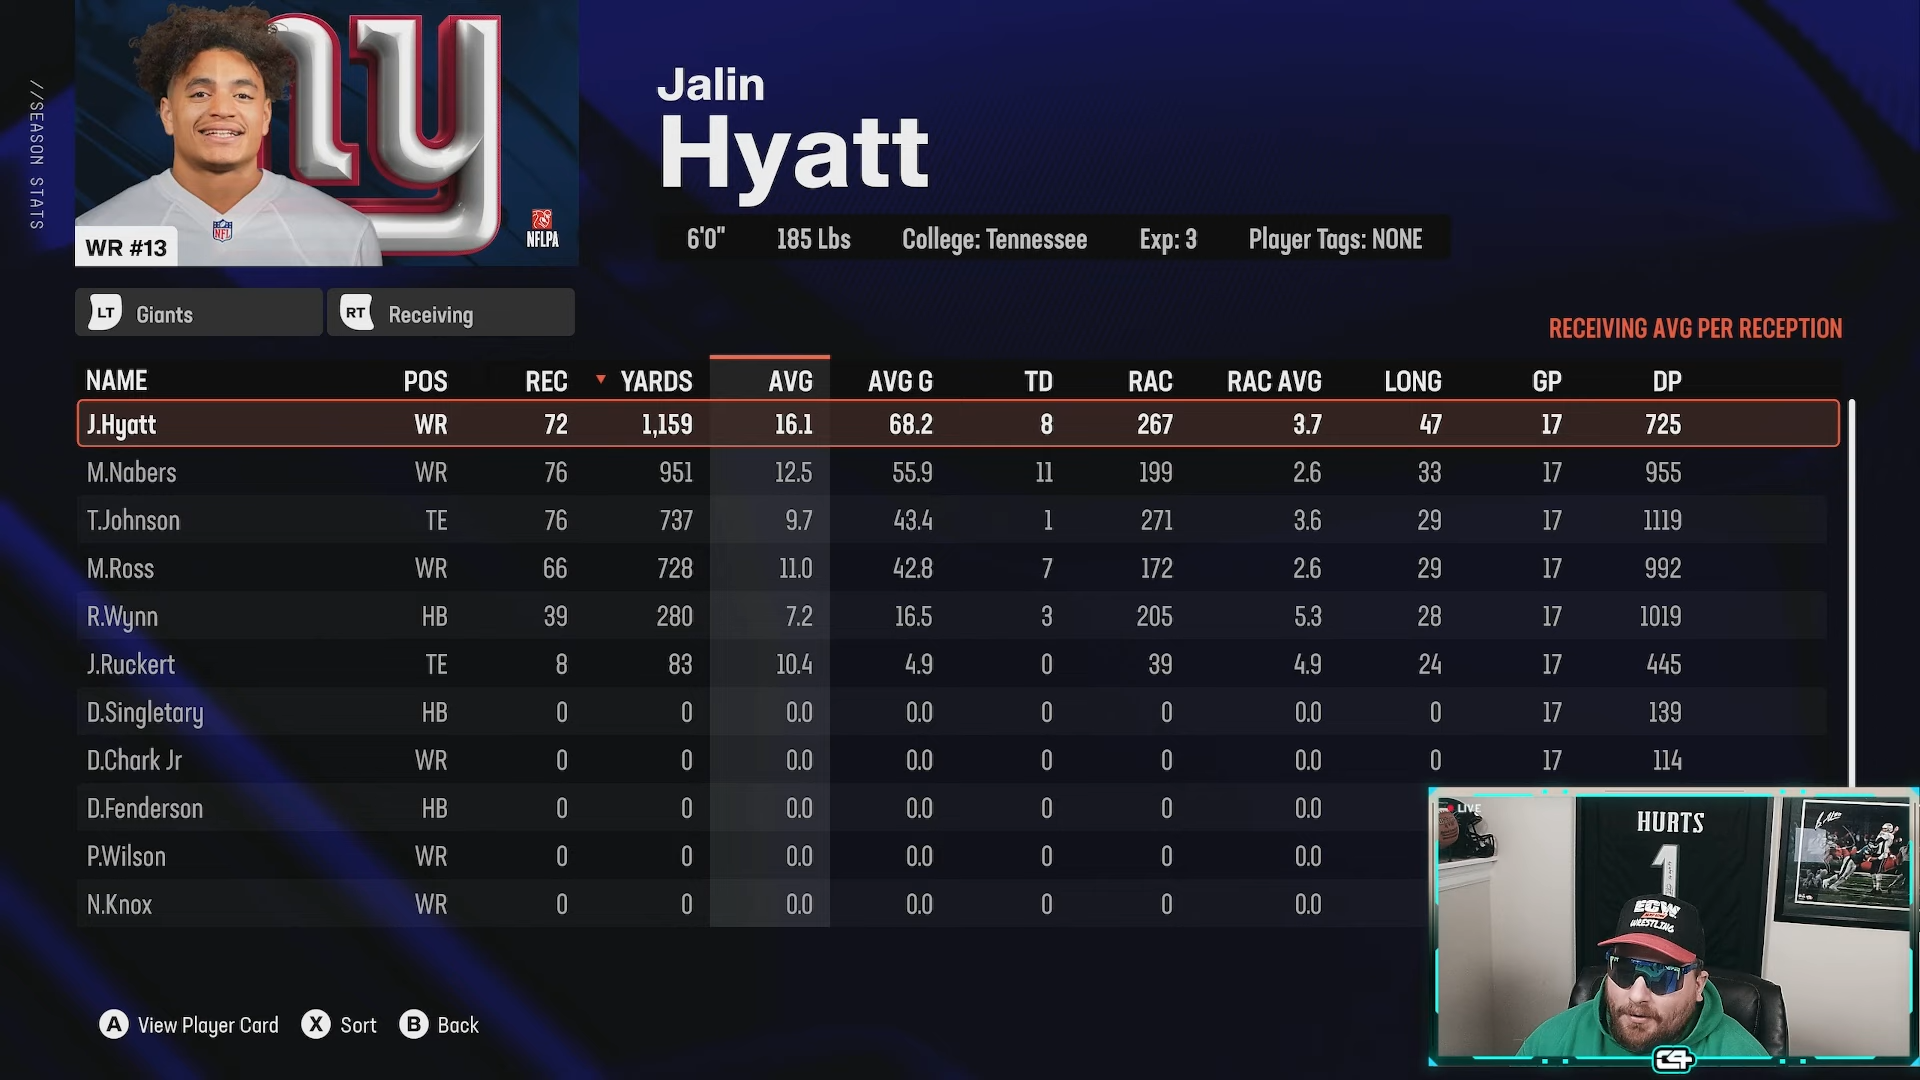 //SEASON STATS
ny
WR #13
NFL
NFLPA
Jalin
Hyatt
6'0" 185 Lbs College: Tennessee Exp: 3 Player Tags: NONE
LT Giants RT Receiving
RECEIVING AVG PER RECEPTION
NAME POS REC YARDS AVG AVG G TD RAC RAC AVG LONG GP DP
J.Hyatt WR 72 1,159 16.1 68.2 8 267 3.7 47 17 725
M.Nabers WR 76 951 12.5 55.9 11 199 2.6 33 17 955
T.Johnson TE 76 737 9.7 43.4 1 271 3.6 29 17 1119
M.Ross WR 66 728 11.0 42.8 7 172 2.6 29 17 992
R.Wynn HB 39 280 7.2 16.5 3 205 5.3 28 17 1019
J.Ruckert TE 8 83 10.4 4.9 0 39 4.9 24 17 445
D.Singletary HB 0 0 0.0 0.0 0 0 0.0 0 17 139
D.Chark Jr WR 0 0 0.0 0.0 0 0 0.0 0 17 114
D.Fenderson HB 0 0 0.0 0.0 0 0 0.0
P.Wilson WR 0 0 0.0 0.0 0 0 0.0
N.Knox WR 0 0 0.0 0.0 0 0 0.0
LIVE
HURTS
1
ECW
WRESTLING
C4
A View Player Card X Sort B Back